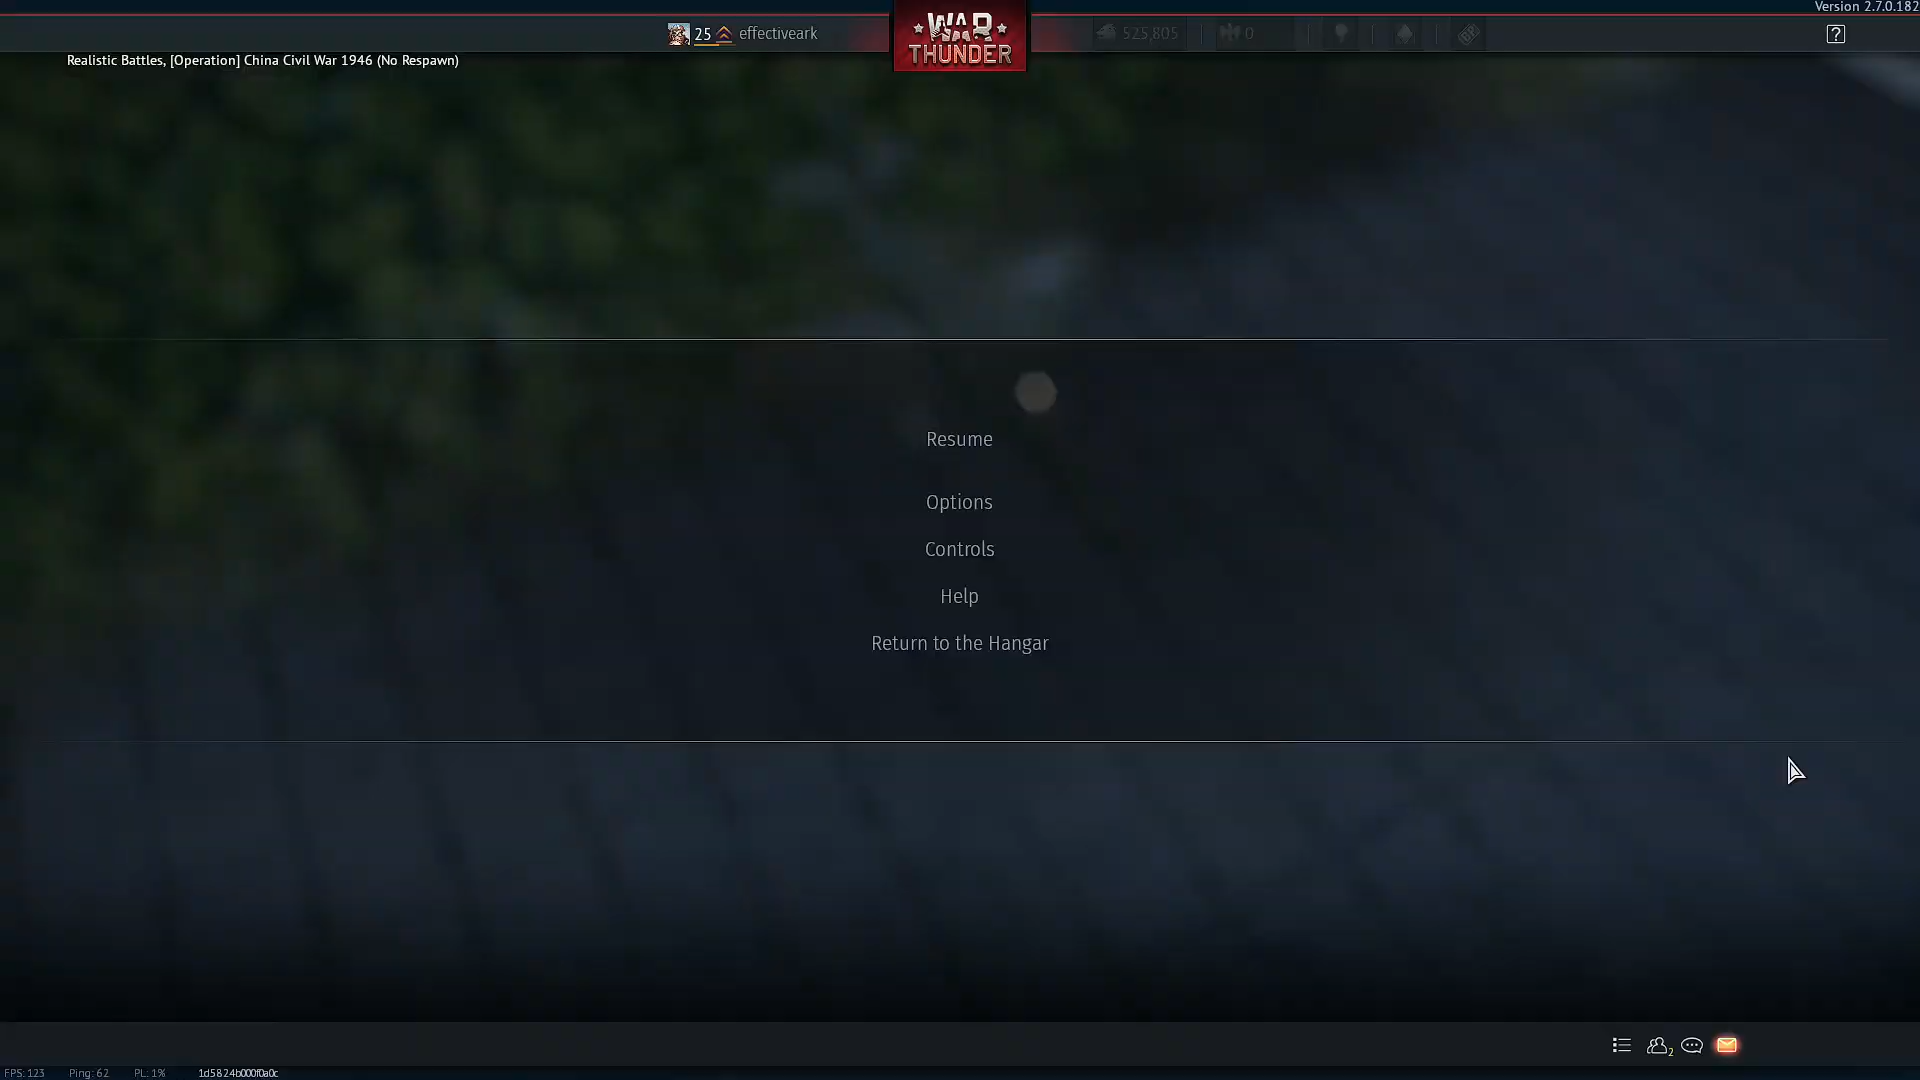 Version 2.7.0.182
25 effectiveark
WAR THUNDER
525,805
0
?
Realistic Battles, [Operation] China Civil War 1946 (No Respawn)
Resume
Options
Controls
Help
Return to the Hangar
2
FPS: 123 Ping: 62 PL: 1% 1d5824b000f0a0c